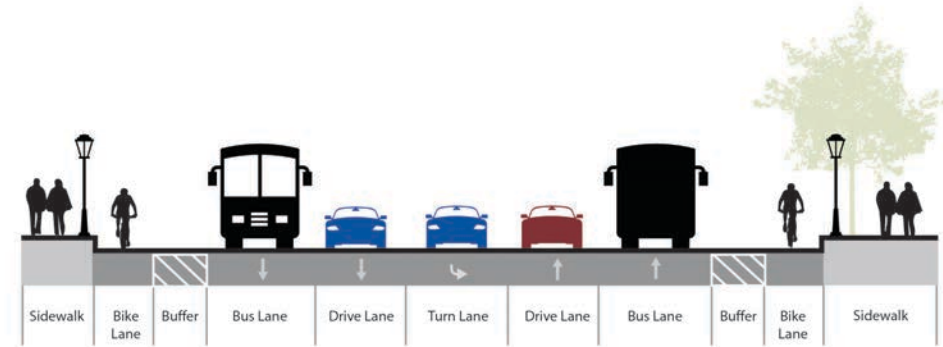 Sidewalk
Bike
Lane
Buffer
Bus Lane
Drive Lane
Turn Lane
Drive Lane
Bus Lane
Buffer
Bike
Lane
Sidewalk